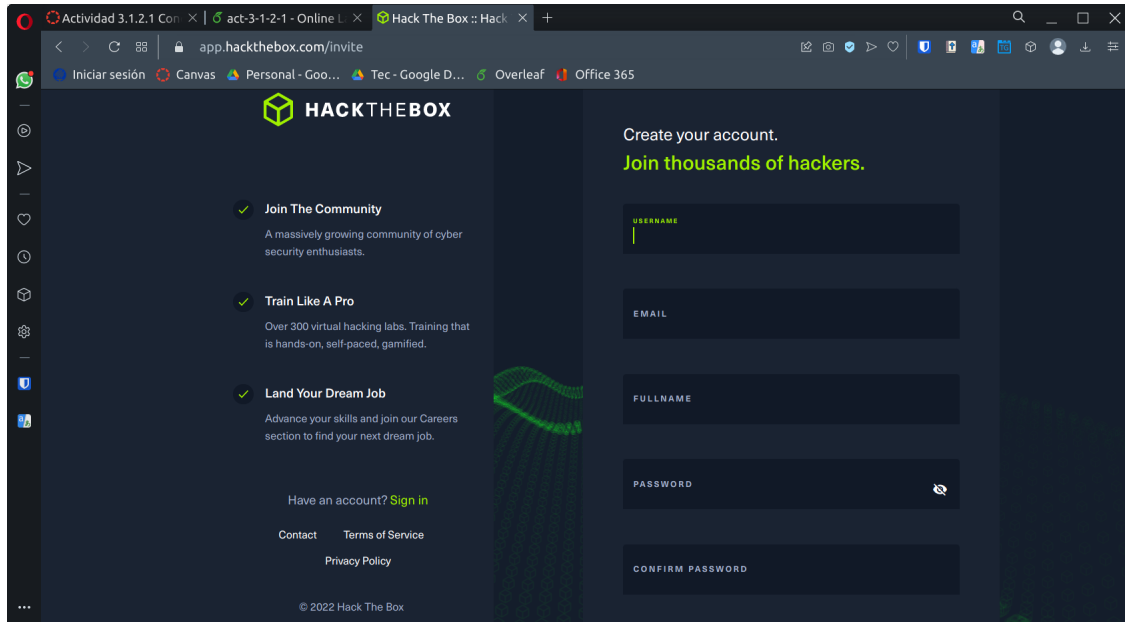 Actividad 3.1.2.1 Con
act-3-1-2-1 - Online L
Hack The Box :: Hack
app.hackthebox.com/invite
Iniciar sesión
Canvas
Personal - Goo...
Tec - Google D...
Overleaf
Office 365
HACKTHEBOX
Join The Community
A massively growing community of cyber
security enthusiasts.
Train Like A Pro
Over 300 virtual hacking labs. Training that
is hands-on, self-paced, gamified.
Land Your Dream Job
Advance your skills and join our Careers
section to find your next dream job.
Have an account? Sign in
Contact
Terms of Service
Privacy Policy
© 2022 Hack The Box
Create your account.
Join thousands of hackers.
USERNAME
EMAIL
FULLNAME
PASSWORD
CONFIRM PASSWORD